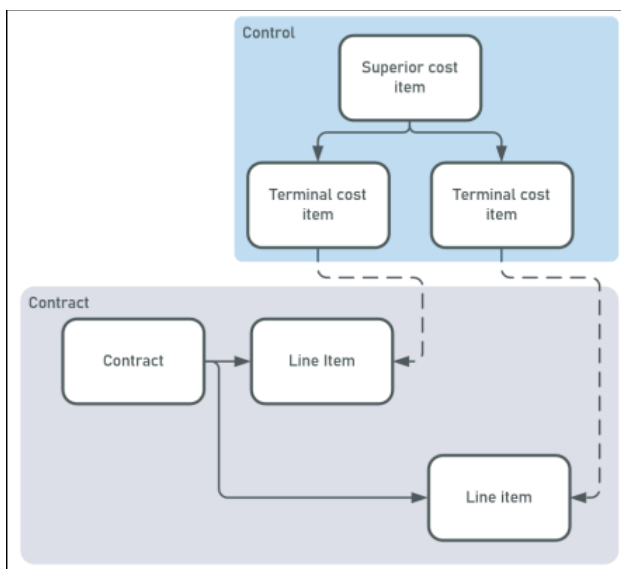 Control
Superior cost
item
Terminal cost
item
Terminal cost
item
Contract
Contract
Line Item
Line item